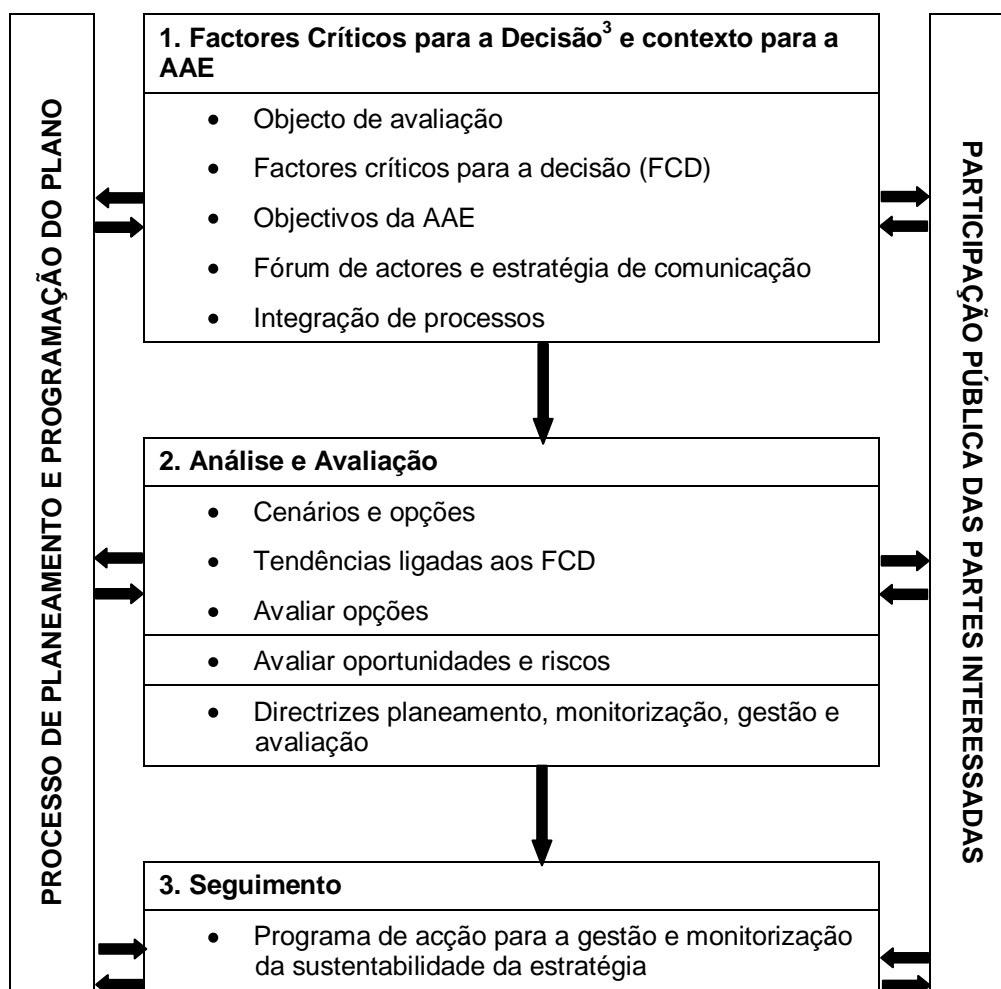 PROCESSO DE PLANEAMENTO E PROGRAMAÇÃO DO PLANO
1. Factores Críticos para a Decisão3 e contexto para a
AAE
• Objecto de avaliação
• Factores críticos para a decisão (FCD)
• Objectivos da AAE
• Fórum de actores e estratégia de comunicação
• Integração de processos
2. Análise e Avaliação
• Cenários e opções
• Tendências ligadas aos FCD
• Avaliar opções
• Avaliar oportunidades e riscos
• Directrizes planeamento, monitorização, gestão e
avaliação
3. Seguimento
• Programa de acção para a gestão e monitorização
da sustentabilidade da estratégia
PARTICIPAÇÃO PÚBLICA DAS PARTES INTERESSADAS